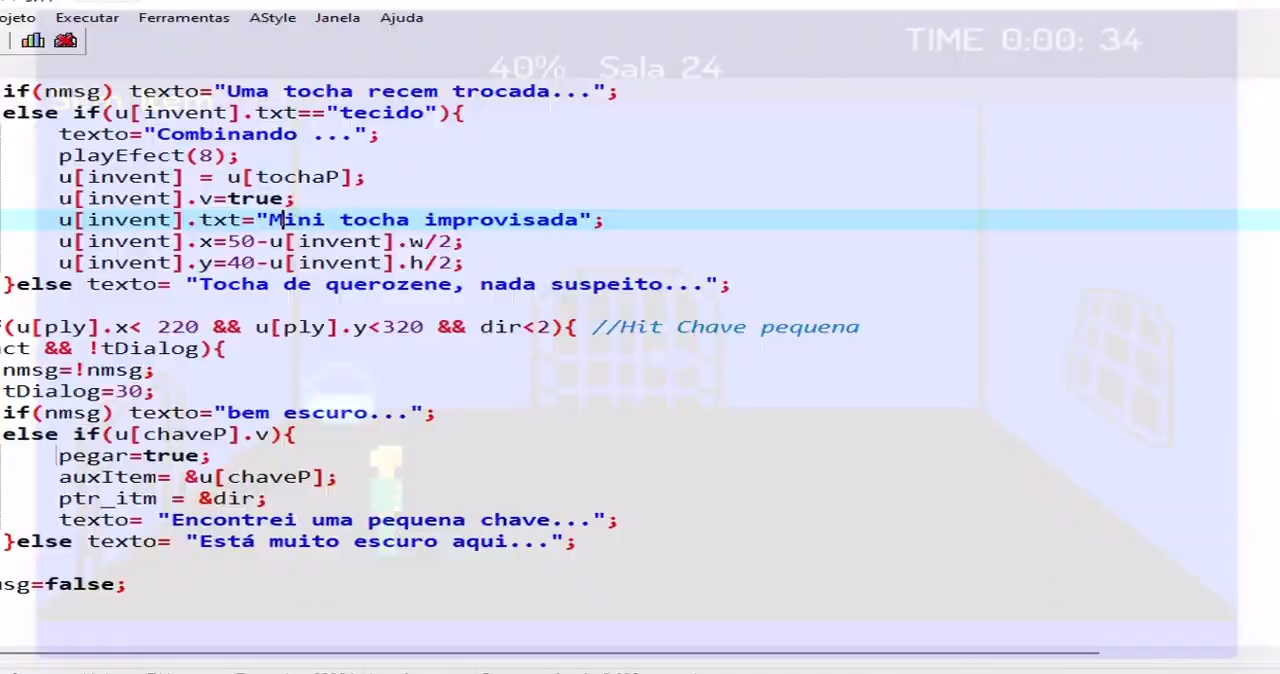 ojeto Executar Ferramentas AStyle Janela Ajuda
TIME 0:00: 34
40% Sala 24
if(nmsg) texto="Uma tocha recem trocada...";
else if(u[invent].txt=="tecido"){
texto="Combinando ...";
playEfect(8);
u[invent] = u[tochaP];
u[invent].v=true;
u[invent].txt="Mini tocha improvisada";
u[invent].x=50-u[invent].w/2;
u[invent].y=40-u[invent].h/2;
}else texto= "Tocha de querozene, nada suspeito...";
(u[ply].x< 220 && u[ply].y<320 && dir<2){ //Hit Chave pequena
ct && !tDialog){
nmsg=!nmsg;
tDialog=30;
if(nmsg) texto="bem escuro...";
else if(u[chaveP].v){
pegar=true;
auxItem= &u[chaveP];
ptr_itm = &dir;
texto= "Encontrei uma pequena chave...";
}else texto= "Está muito escuro aqui...";
msg=false;